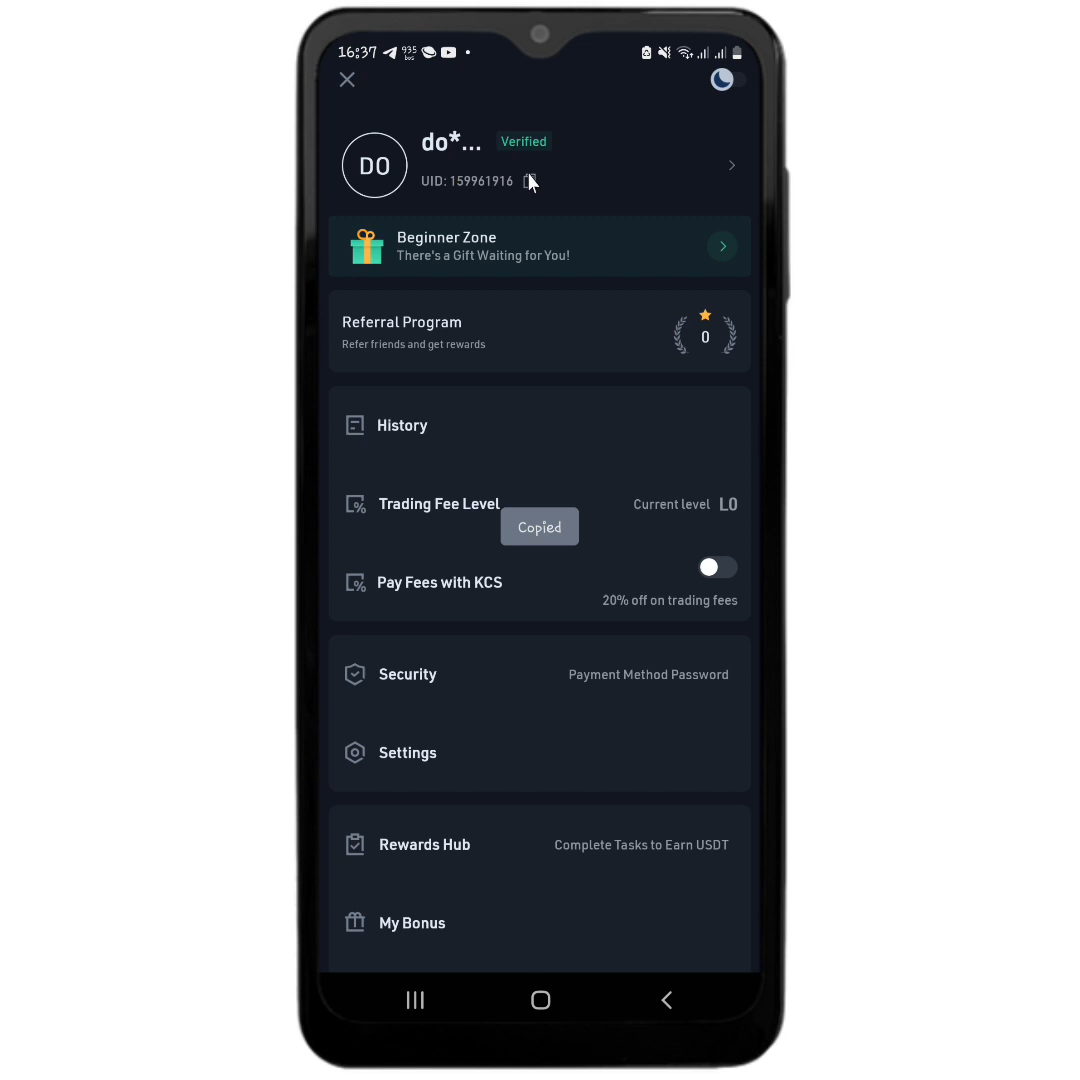 16:37 935 B/S
do*... Verified
DO
UID: 159961916
Beginner Zone
There's a Gift Waiting for You!
Referral Program
Refer friends and get rewards
0
History
Trading Fee Level Current level L0
Copied
Pay Fees with KCS
20% off on trading fees
Security Payment Method Password
Settings
Rewards Hub Complete Tasks to Earn USDT
My Bonus